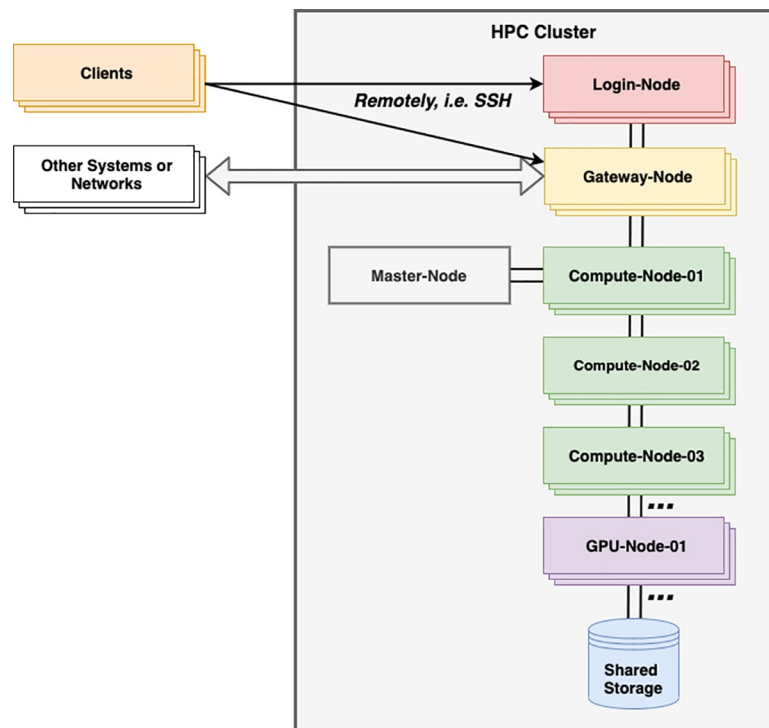 HPC Cluster
Clients
Login-Node
Remotely, i.e. SSH
Other Systems or
Networks
Gateway-Node
Master-Node
Compute-Node-01
Compute-Node-02
Compute-Node-03
...
GPU-Node-01
...
Shared
Storage